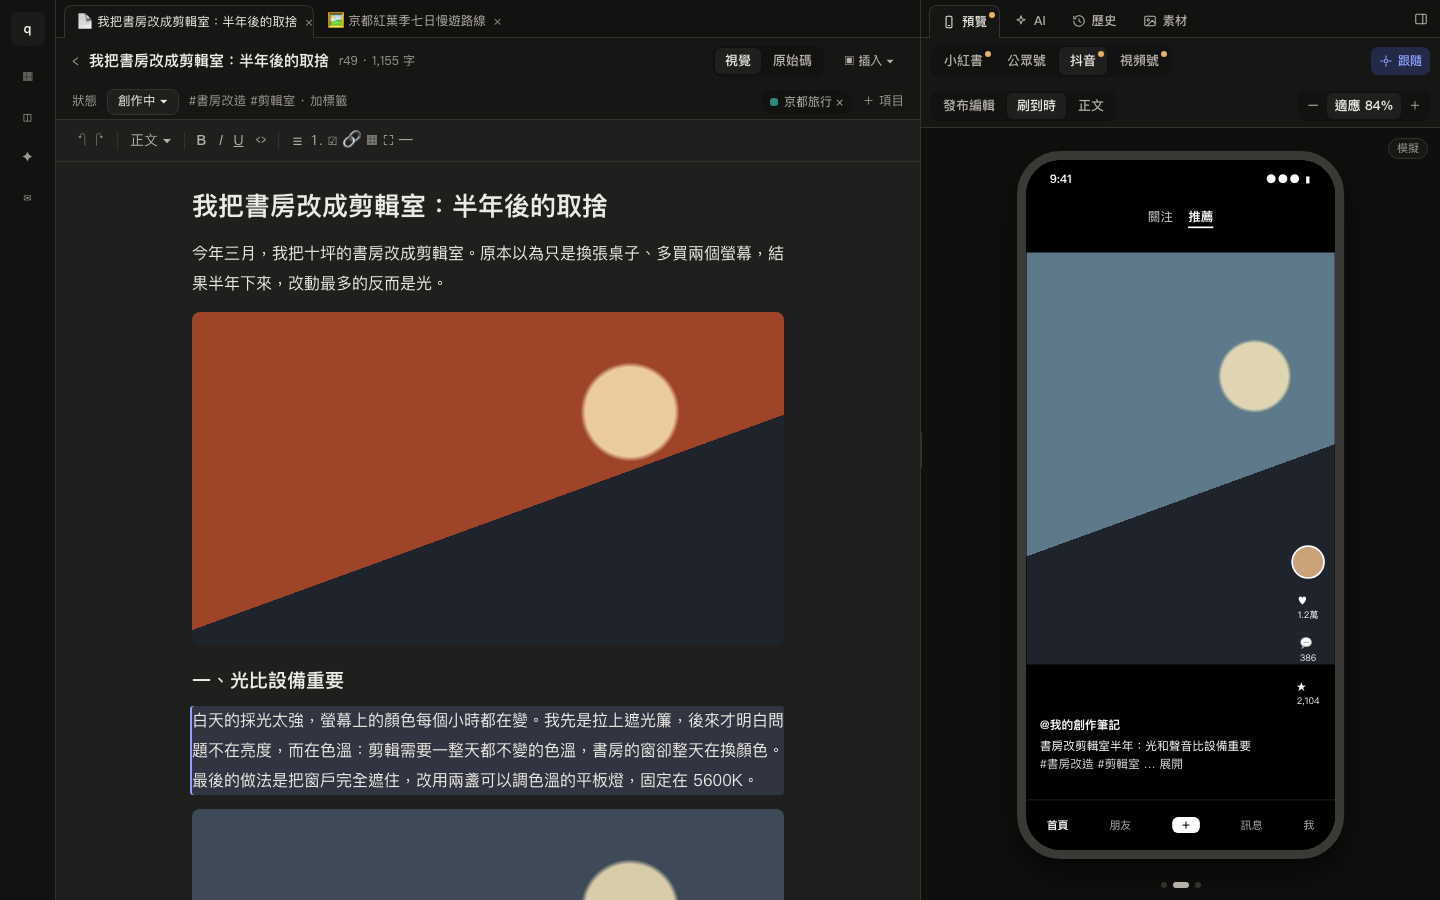 q
我把書房改成剪輯室：半年後的取捨 ×
京都紅葉季七日慢遊路線 ×
我把書房改成剪輯室：半年後的取捨 r49 · 1,155 字
視覺 原始碼 插入
狀態 創作中 #書房改造 #剪輯室 · 加標籤
京都旅行 × + 項目
正文 B I U <> 1.
我把書房改成剪輯室：半年後的取捨
今年三月，我把十坪的書房改成剪輯室。原本以為只是換張桌子、多買兩個螢幕，結
果半年下來，改動最多的反而是光。
一、光比設備重要
白天的採光太強，螢幕上的顏色每個小時都在變。我先是拉上遮光簾，後來才明白問
題不在亮度，而在色溫：剪輯需要一整天都不變的色溫，書房的窗卻整天在換顏色。
最後的做法是把窗戶完全遮住，改用兩盞可以調色溫的平板燈，固定在 5600K。
預覽 AI 歷史 素材
小紅書 公眾號 抖音 視頻號 跟隨
發布編輯 刷到時 正文 − 適應 84% +
模擬
9:41
關注 推薦
1.2萬
386
2,104
@我的創作筆記
書房改剪輯室半年：光和聲音比設備重要
#書房改造 #剪輯室 … 展開
首頁 朋友 + 訊息 我